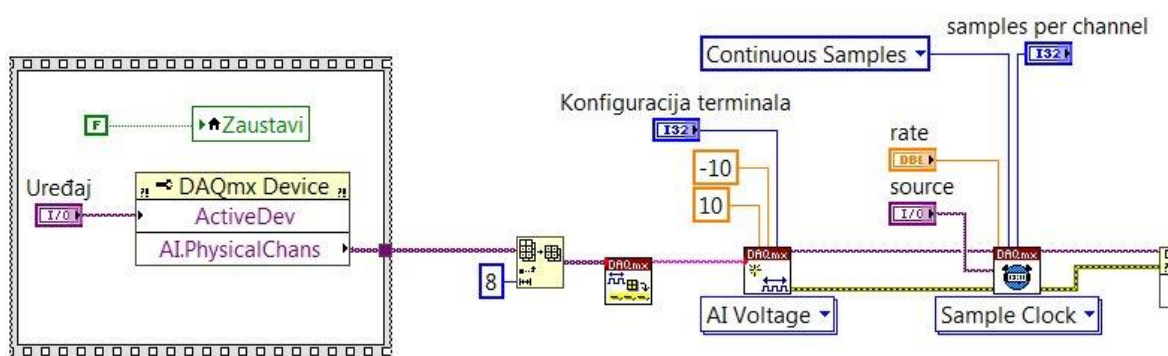 samples per channel
Continuous Samples
I32
Konfiguracija terminala
I32
F
Zaustavi
rate
DBL
-10
Uređaj
DAQmx Device
source
10
I/O
ActiveDev
I/O
AI.PhysicalChans
8
DAQmx
DAQmx
DAQmx
AI Voltage
Sample Clock